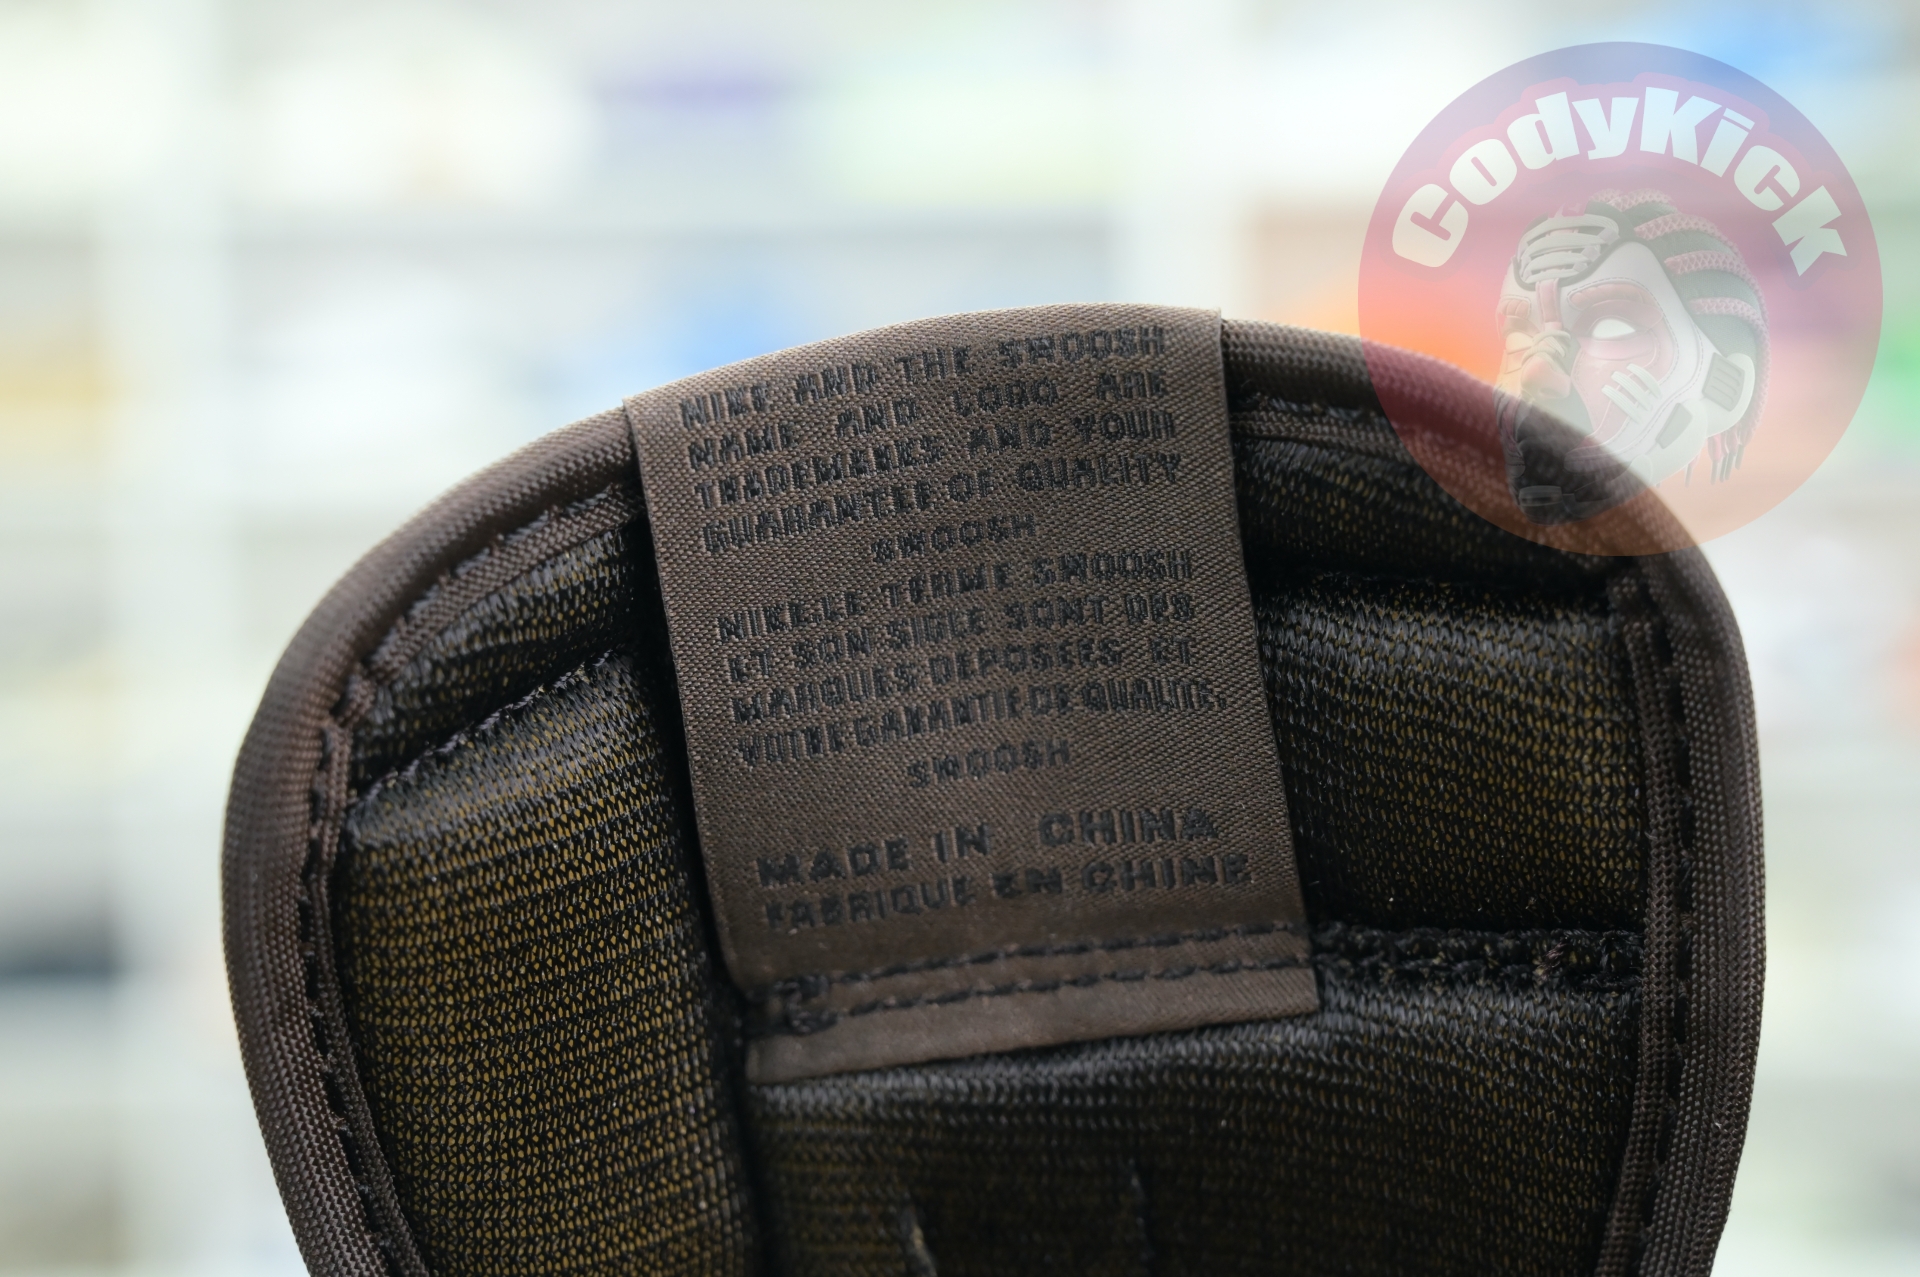 CodyKick
NIKE AND THE SWOOSH
NAME AND LOGO ARE
TRADEMARKS AND YOUR
GUARANTEE OF QUALITY
SWOOSH
NIKE.LE TERME SWOOSH
ET SON SIGLE SONT DES
MARQUES DEPOSEES ET
VOTRE GARANTIE DE QUALITE.
SWOOSH
MADE IN CHINA
FABRIQUE EN CHINE